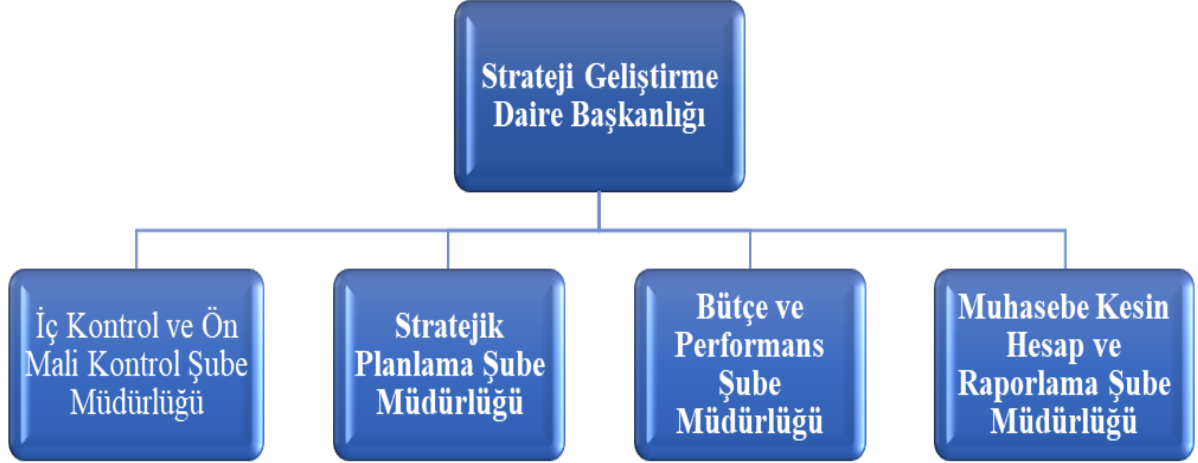 Strateji Geliştirme
Daire Başkanlığı
İç Kontrol ve Ön
Mali Kontrol Şube
Müdürlüğü
Stratejik
Planlama Şube
Müdürlüğü
Bütçe ve
Performans
Şube
Müdürlüğü
Muhasebe Kesin
Hesap ve
Raporlama Şube
Müdürlüğü